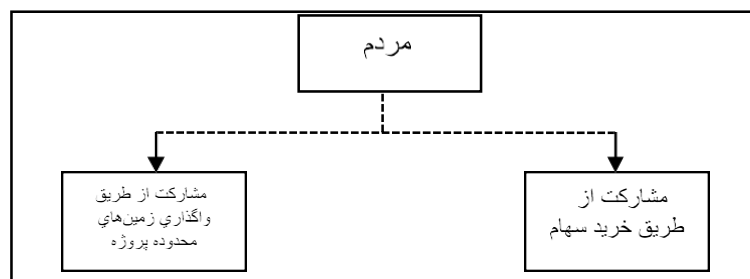 مردم
مشارکت از
طریق خرید سهام
مشارکت از طریق
واگذاري زمین‌هاي
محدوده پروژه